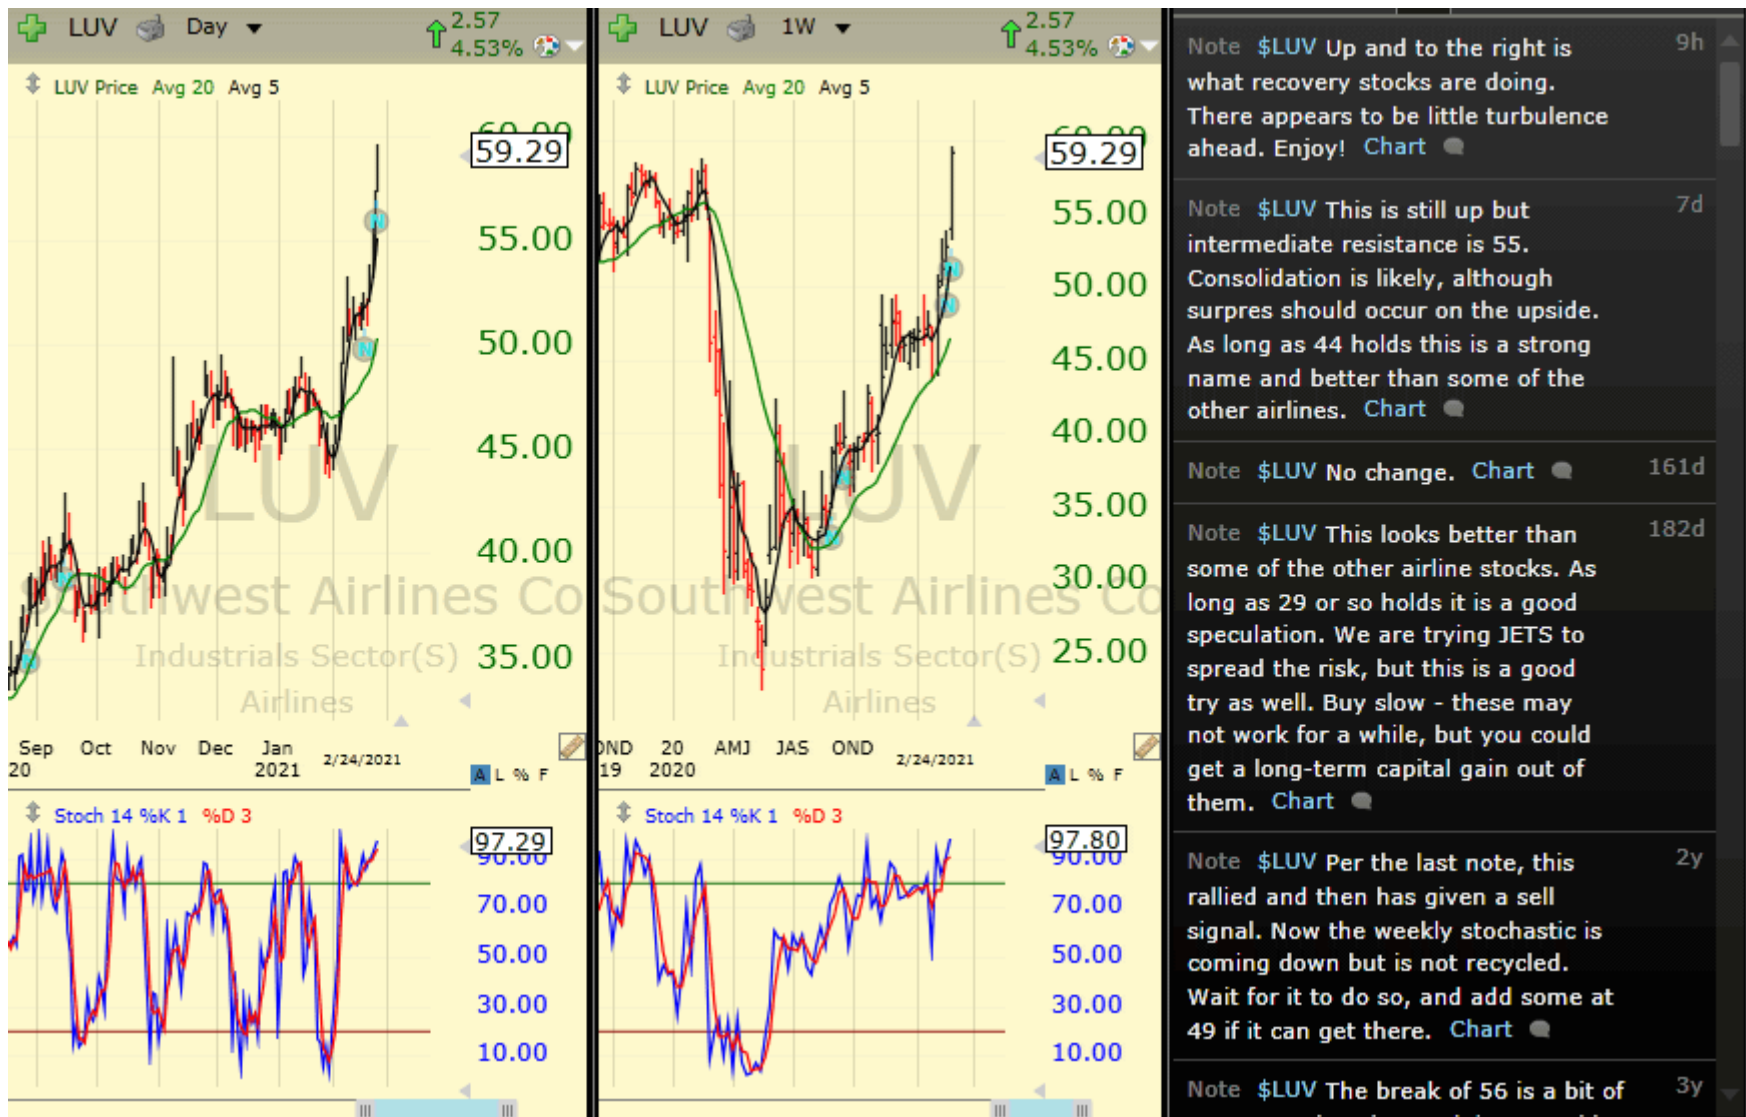 LUV Day 2.57
4.53%
LUV Price Avg 20 Avg 5
60.00
59.29
55.00
50.00
45.00
40.00
35.00
LUV
Southwest Airlines Co
Industrials Sector(S)
Airlines
N
N
N
N
Sep Oct Nov Dec Jan
20 2021 2/24/2021
A L % F
Stoch 14 %K 1 %D 3
97.29
90.00
70.00
50.00
30.00
10.00
LUV 1W 2.57
4.53%
LUV Price Avg 20 Avg 5
60.00
59.29
55.00
50.00
45.00
40.00
35.00
30.00
25.00
LUV
Southwest Airlines Co
Industrials Sector(S)
Airlines
N
N
N
N
OND 20 AMJ JAS OND
19 2020 2/24/2021
A L % F
Stoch 14 %K 1 %D 3
97.80
90.00
70.00
50.00
30.00
10.00
Note $LUV Up and to the right is 9h
what recovery stocks are doing.
There appears to be little turbulence
ahead. Enjoy! Chart
Note $LUV This is still up but 7d
intermediate resistance is 55.
Consolidation is likely, although
surpres should occur on the upside.
As long as 44 holds this is a strong
name and better than some of the
other airlines. Chart
Note $LUV No change. Chart 161d
Note $LUV This looks better than 182d
some of the other airline stocks. As
long as 29 or so holds it is a good
speculation. We are trying JETS to
spread the risk, but this is a good
try as well. Buy slow - these may
not work for a while, but you could
get a long-term capital gain out of
them. Chart
Note $LUV Per the last note, this 2y
rallied and then has given a sell
signal. Now the weekly stochastic is
coming down but is not recycled.
Wait for it to do so, and add some at
49 if it can get there. Chart
Note $LUV The break of 56 is a bit of 3y